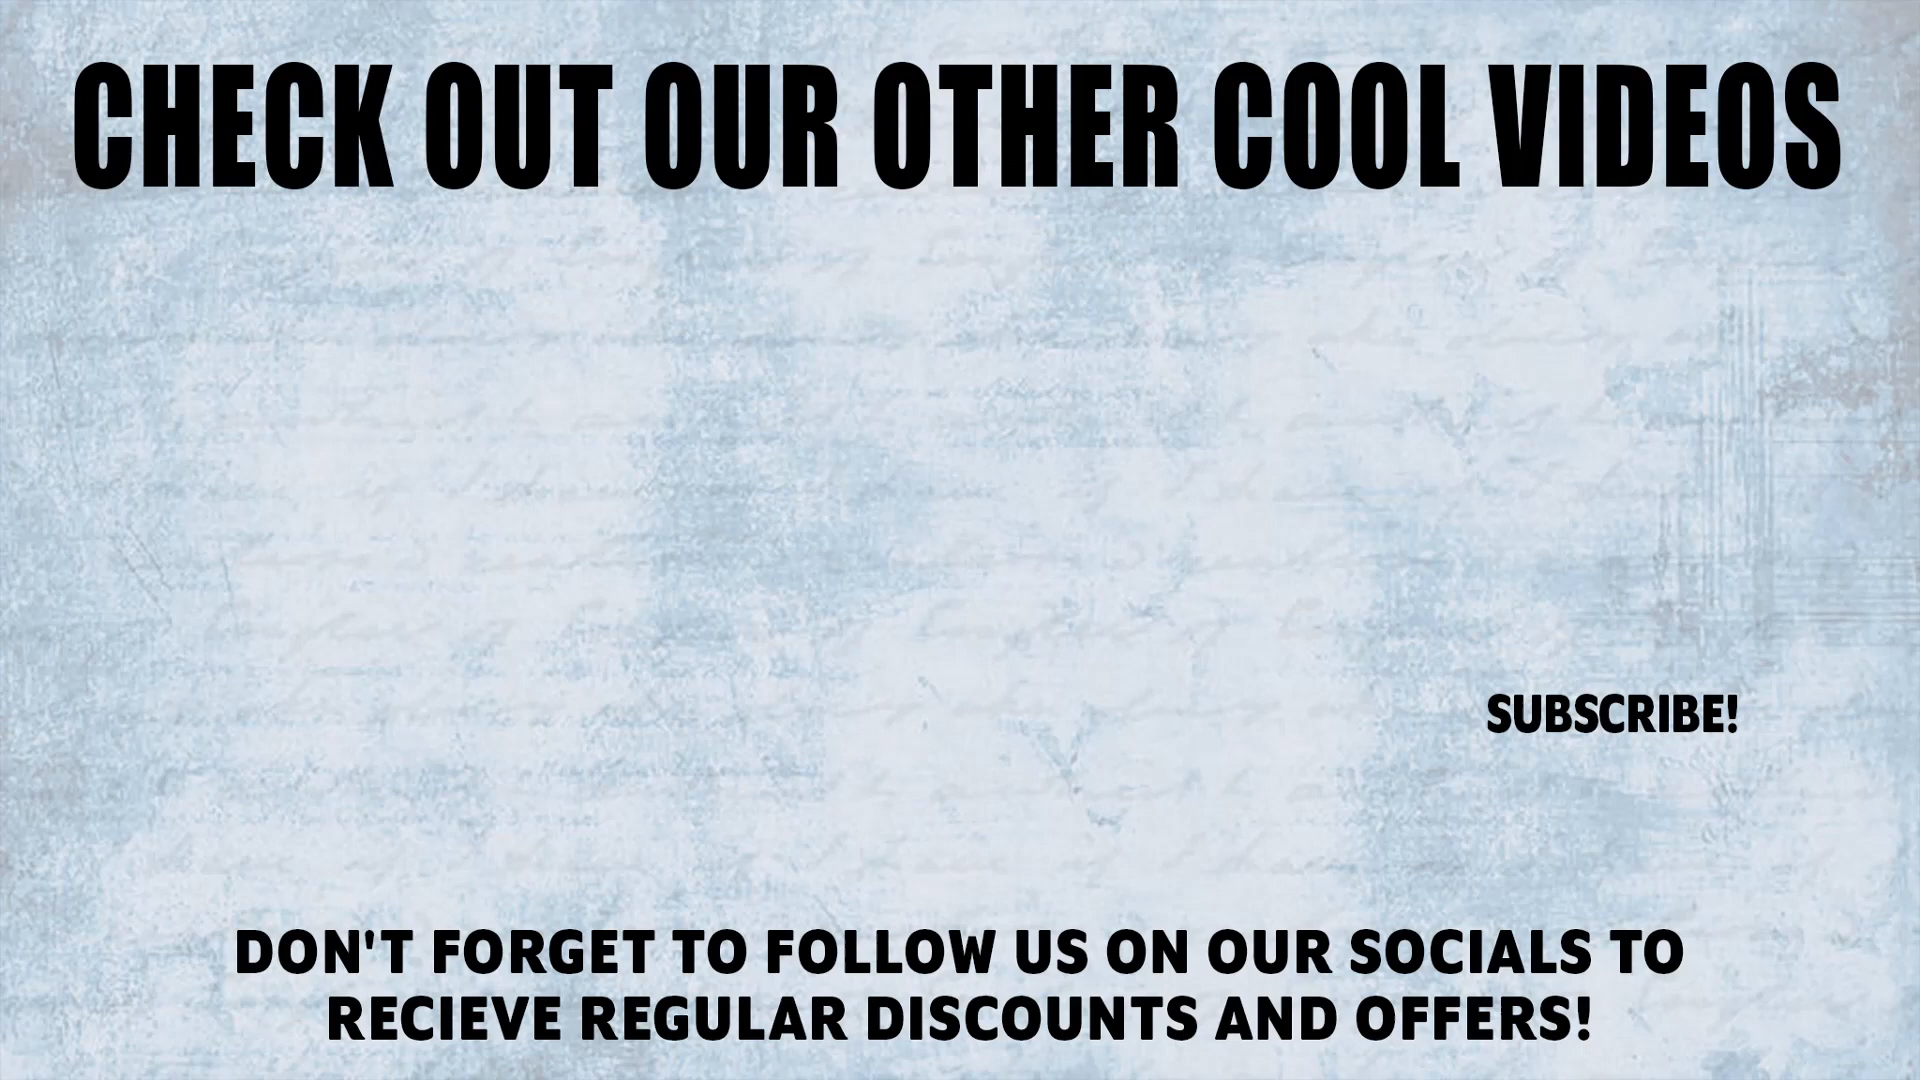 CHECK OUT OUR OTHER COOL VIDEOS
SUBSCRIBE!
DON'T FORGET TO FOLLOW US ON OUR SOCIALS TO
RECIEVE REGULAR DISCOUNTS AND OFFERS!